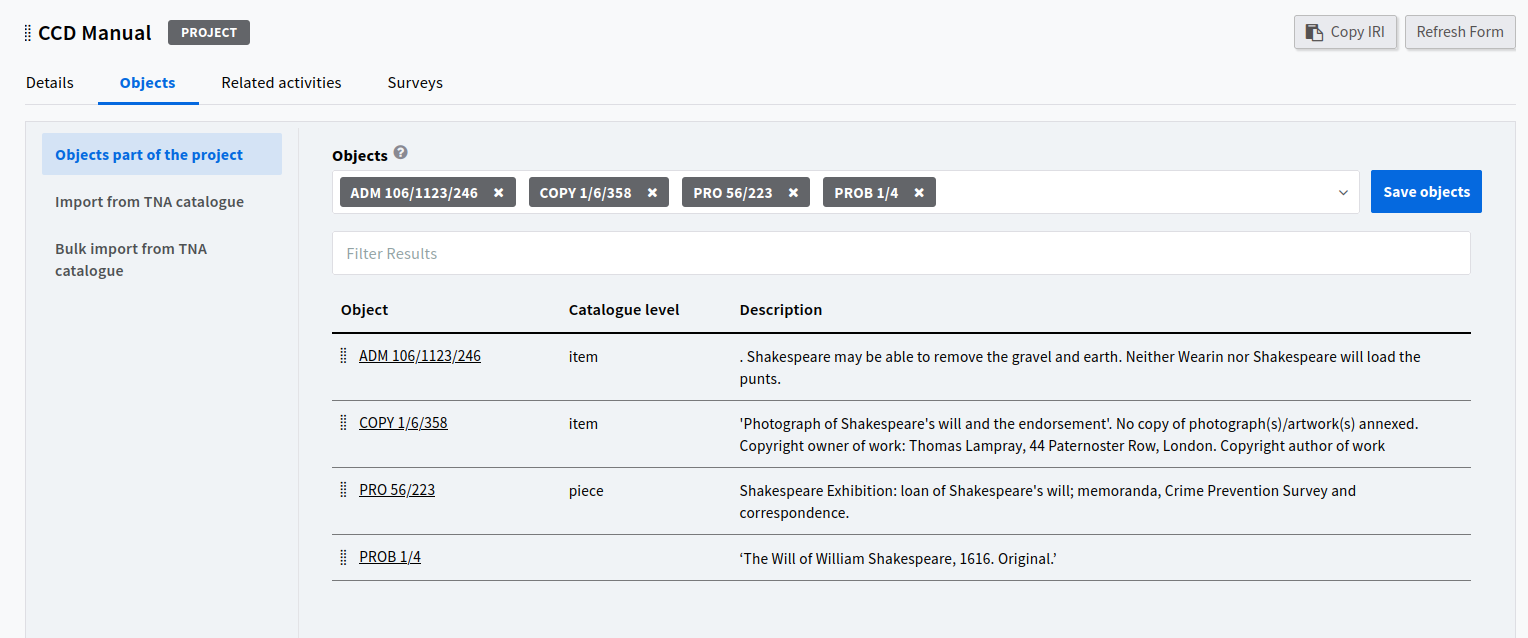 CCD Manual PROJECT Copy IRI Refresh Form
Details Objects Related activities Surveys
Objects part of the project
Import from TNA catalogue
Bulk import from TNA
catalogue
Objects ?
ADM 106/1123/246 ✖ COPY 1/6/358 ✖ PRO 56/223 ✖ PROB 1/4 ✖ Save objects
Filter Results
Object Catalogue level Description
ADM 106/1123/246 item . Shakespeare may be able to remove the gravel and earth. Neither Wearin nor Shakespeare will load the
punts.
COPY 1/6/358 item 'Photograph of Shakespeare's will and the endorsement'. No copy of photograph(s)/artwork(s) annexed.
Copyright owner of work: Thomas Lampray, 44 Paternoster Row, London. Copyright author of work
PRO 56/223 piece Shakespeare Exhibition: loan of Shakespeare's will; memoranda, Crime Prevention Survey and
correspondence.
PROB 1/4 ‘The Will of William Shakespeare, 1616. Original.’